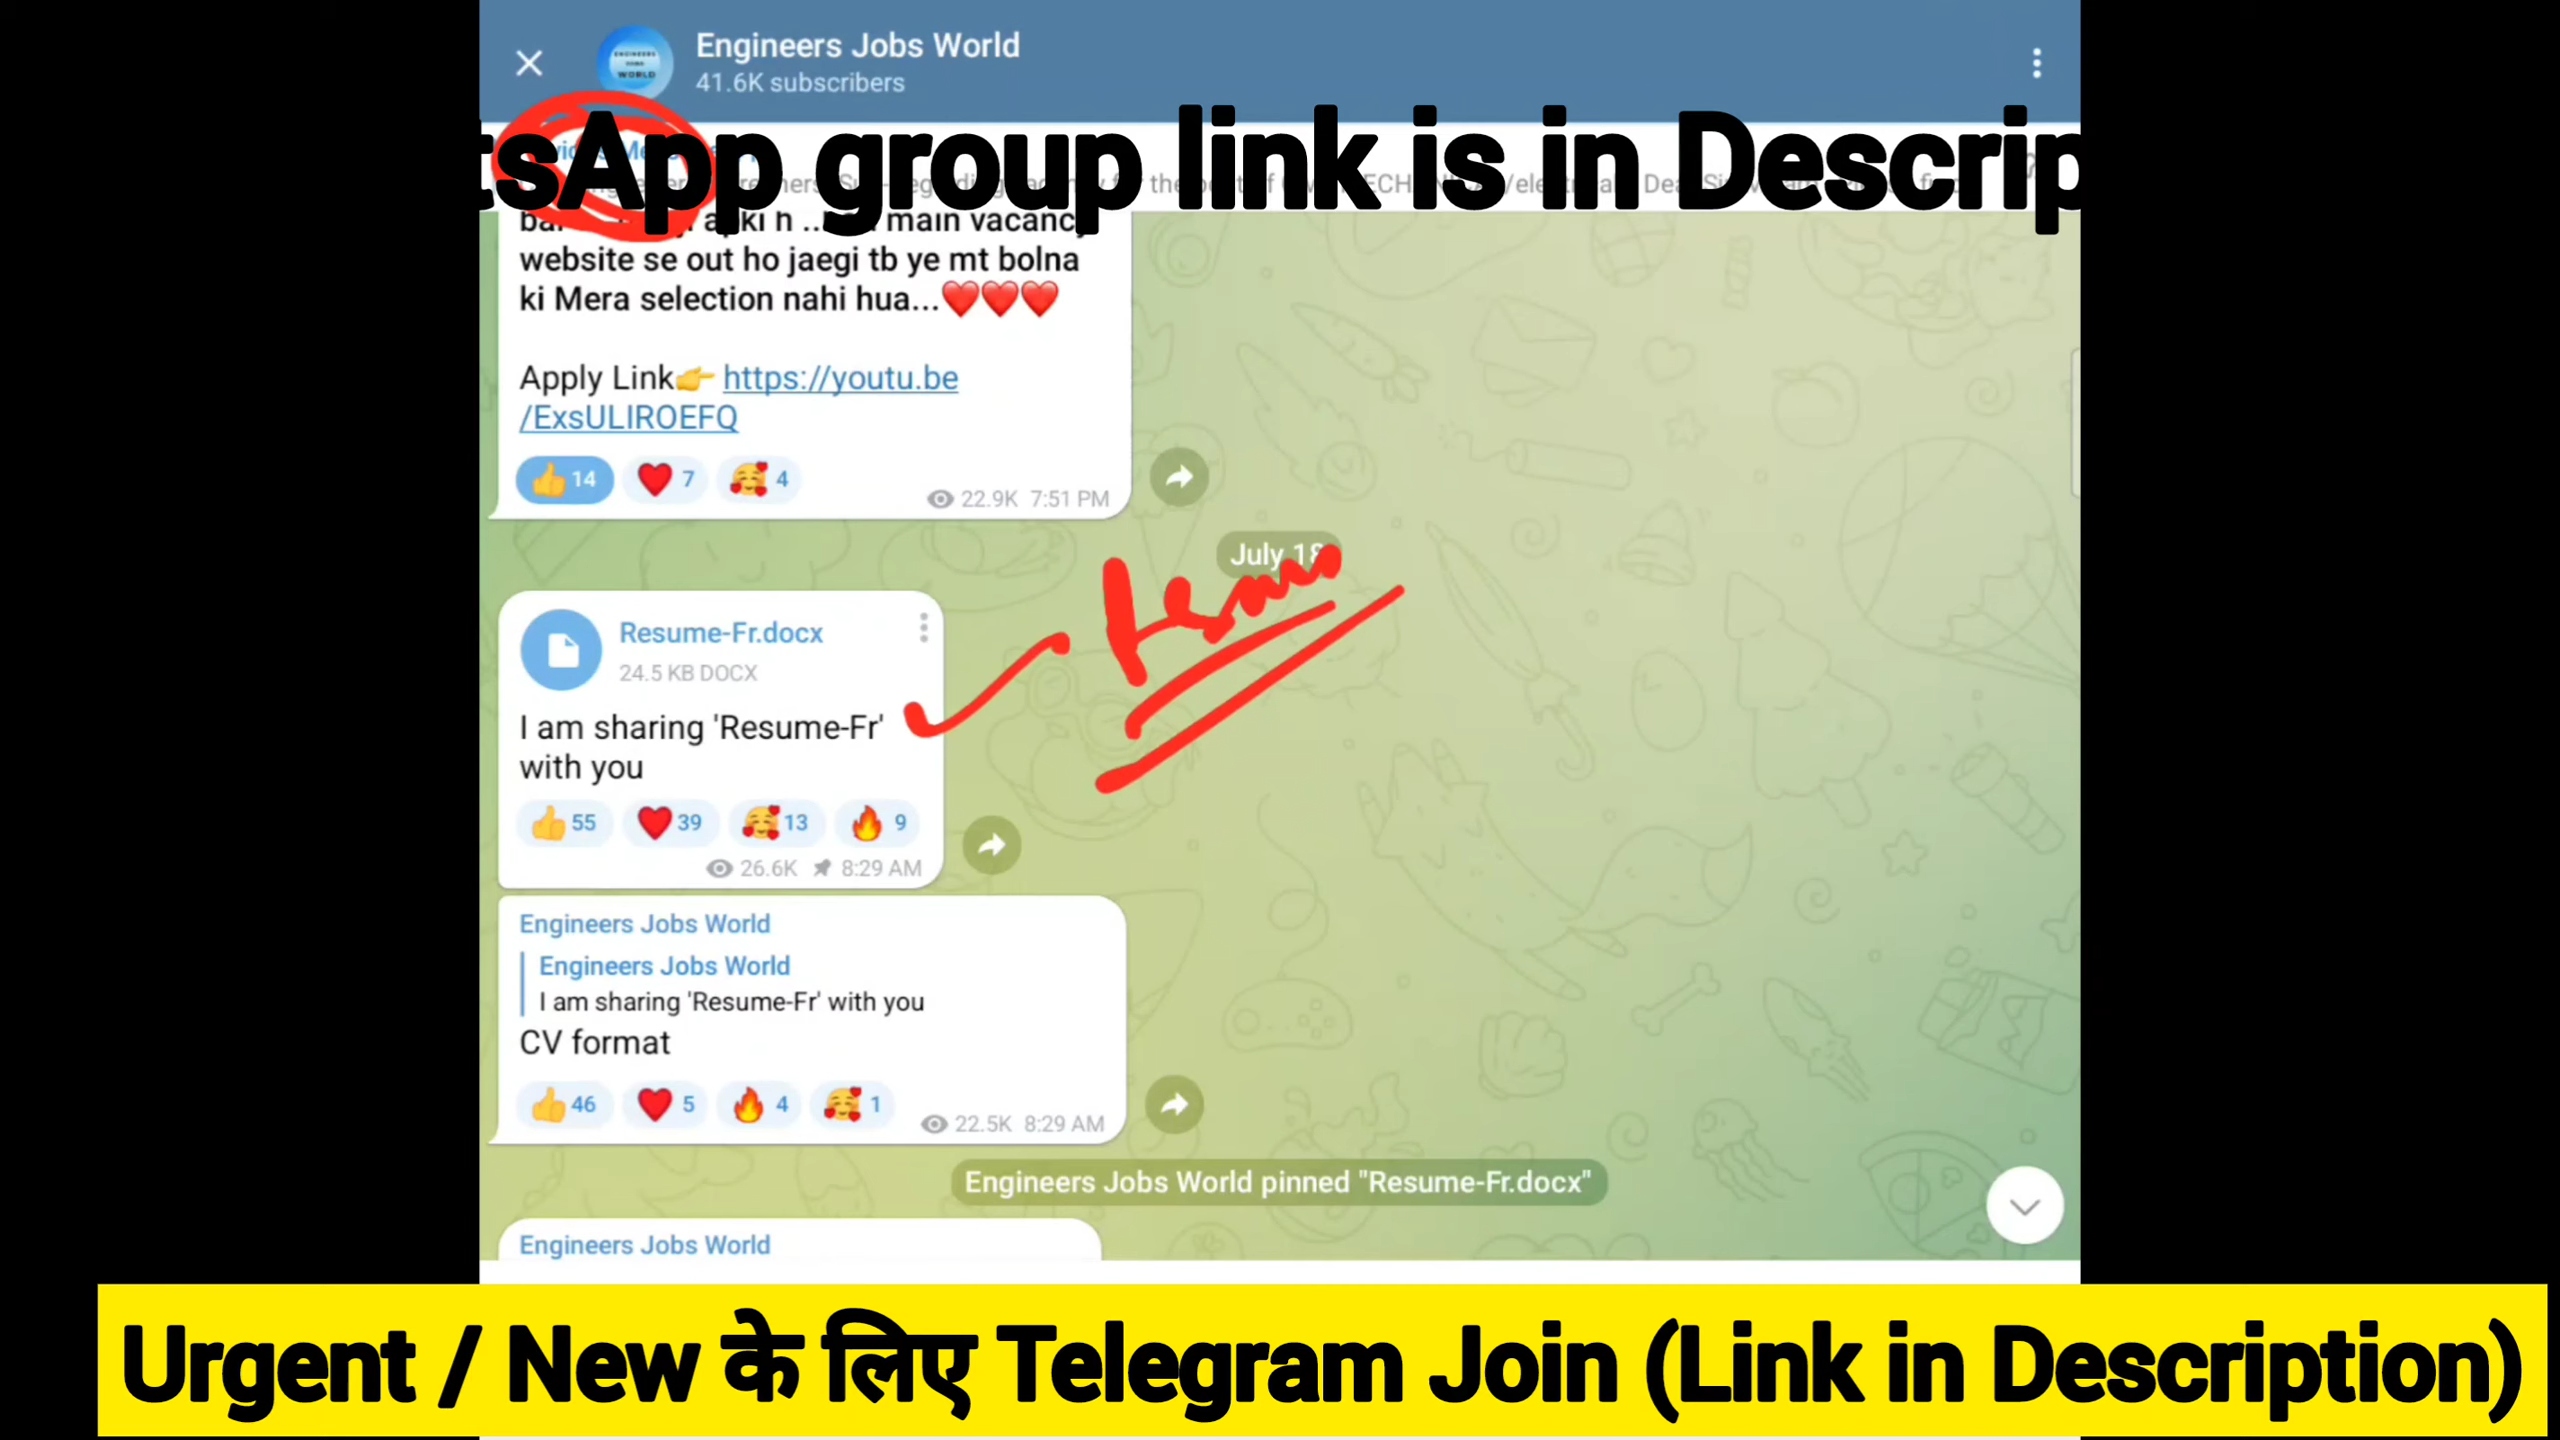 Engineers Jobs World
41.6K subscribers
ENGINEERS
JOBS
WORLD
tsApp group link is in Descrip
main vacancy
website se out ho jaegi tb ye mt bolna
ki Mera selection nahi hua...❤️❤️❤️
Apply Link👉 https://youtu.be
/ExsULIROEFQ
👍 14 ❤️ 7 🥰 4
22.9K 7:51 PM
July 18
Resume-Fr.docx
24.5 KB DOCX
I am sharing 'Resume-Fr'
with you
👍 55 ❤️ 39 🥰 13 🔥 9
26.6K 8:29 AM
Engineers Jobs World
Engineers Jobs World
I am sharing 'Resume-Fr' with you
CV format
👍 46 ❤️ 5 🔥 4 🥰 1
22.5K 8:29 AM
Engineers Jobs World pinned "Resume-Fr.docx"
Engineers Jobs World
Urgent / New के लिए Telegram Join (Link in Description)